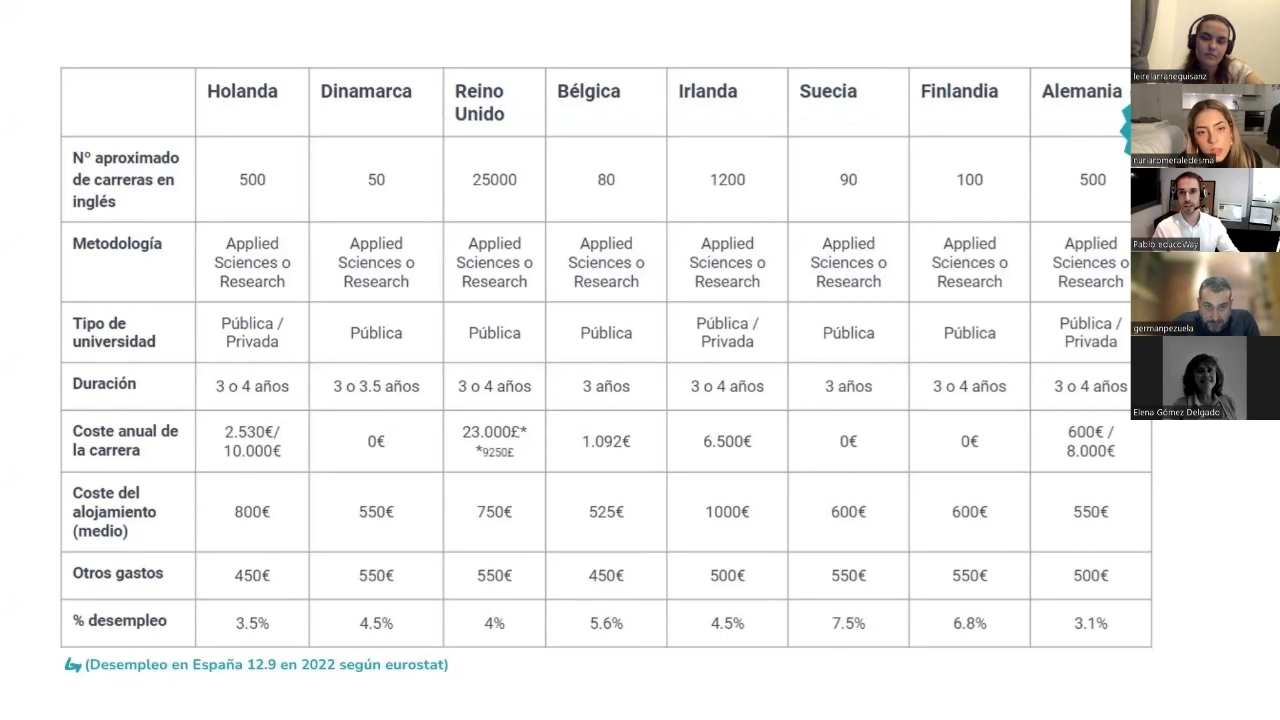 Holanda Dinamarca Reino Unido Bélgica Irlanda Suecia Finlandia Alemania
Nº aproximado de carreras en inglés 500 50 25000 80 1200 90 100 500
Metodología Applied Sciences o Research Applied Sciences o Research Applied Sciences o Research Applied Sciences o Research Applied Sciences o Research Applied Sciences o Research Applied Sciences o Research Applied Sciences o Research
Tipo de universidad Pública / Privada Pública Pública Pública Pública / Privada Pública Pública Pública / Privada
Duración 3 o 4 años 3 o 3.5 años 3 o 4 años 3 años 3 o 4 años 3 años 3 o 4 años 3 o 4 años
Coste anual de la carrera 2.530€/ 10.000€ 0€ 23.000£* *9250£ 1.092€ 6.500€ 0€ 0€ 600€ / 8.000€
Coste del alojamiento (medio) 800€ 550€ 750€ 525€ 1000€ 600€ 600€ 550€
Otros gastos 450€ 550€ 550€ 450€ 500€ 550€ 550€ 500€
% desempleo 3.5% 4.5% 4% 5.6% 4.5% 7.5% 6.8% 3.1%
(Desempleo en España 12.9 en 2022 según eurostat)
leirelarraneguisanz
nuriaromeraledesma
Pablo educoWay
germanpezuela
Elena Gómez Delgado